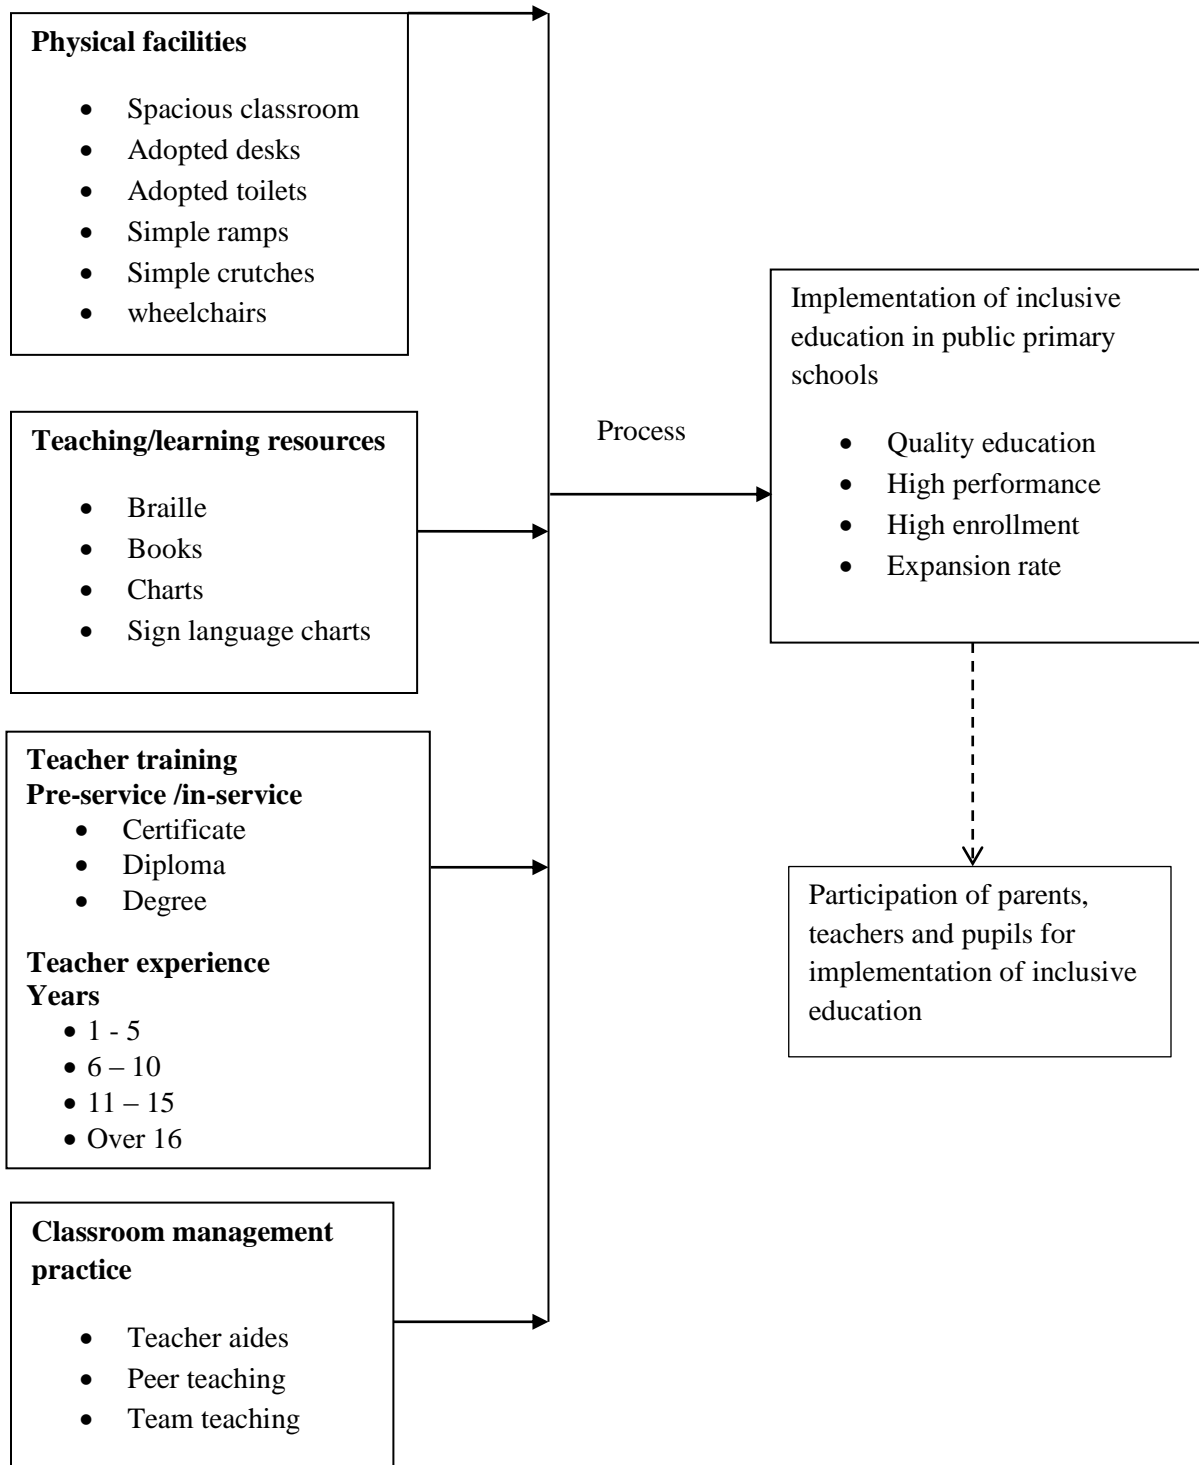 Physical facilities
• Spacious classroom
• Adopted desks
• Adopted toilets
• Simple ramps
• Simple crutches
• wheelchairs
Teaching/learning resources
• Braille
• Books
• Charts
• Sign language charts
Teacher training
Pre-service /in-service
• Certificate
• Diploma
• Degree
Teacher experience
Years
• 1 - 5
• 6 – 10
• 11 – 15
• Over 16
Classroom management
practice
• Teacher aides
• Peer teaching
• Team teaching
Process
Implementation of inclusive
education in public primary
schools
• Quality education
• High performance
• High enrollment
• Expansion rate
Participation of parents,
teachers and pupils for
implementation of inclusive
education